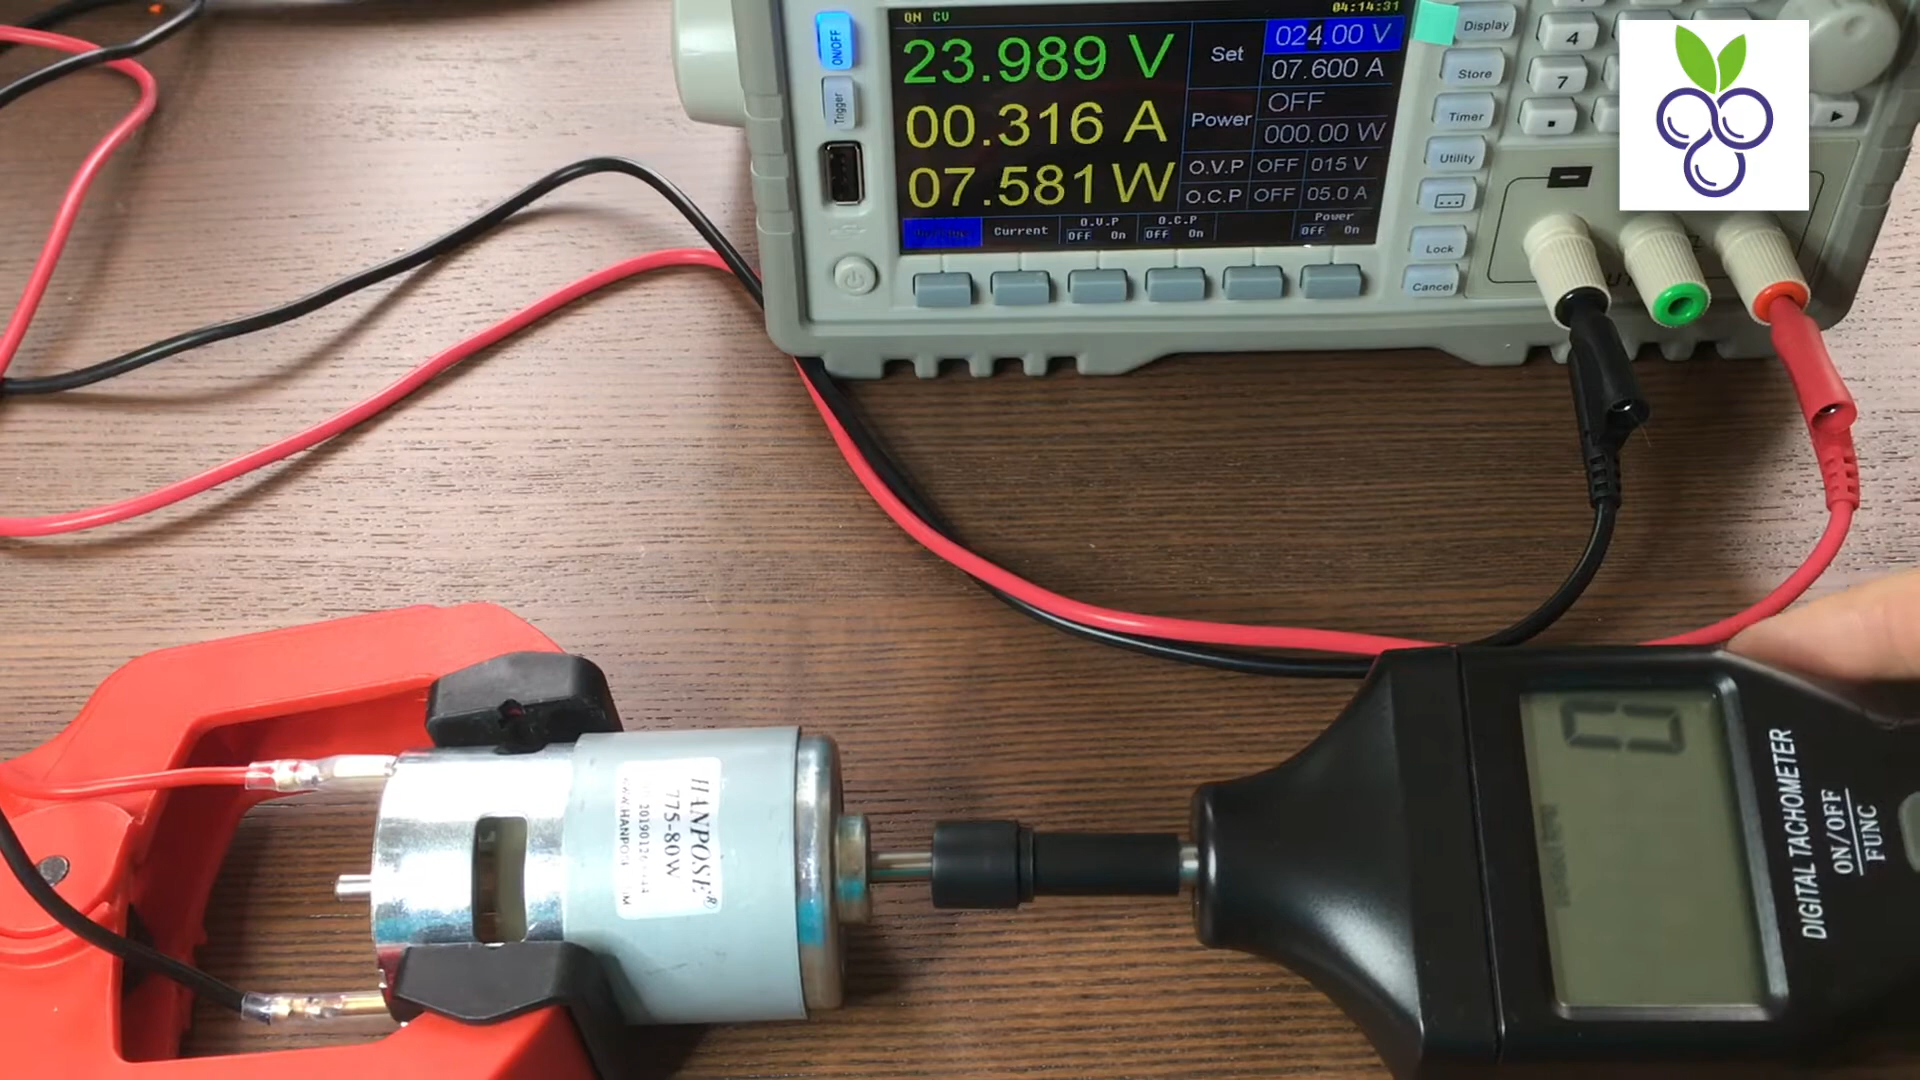 ON CV
04:14:31
23.989 V
00.316 A
07.581 W
Set
024.00 V
07.600 A
Power
OFF
000.00 W
O.V.P OFF 015 V
O.C.P OFF 05.0 A
Current
O.V.P
OFF On
O.C.P
OFF On
Power
OFF On
ON/OFF
Trigger
Display
Store
Timer
Utility
Lock
Cancel
4
7
HANPOSE®
775-80W
0
DIGITAL TACHOMETER
ON/OFF
FUNC